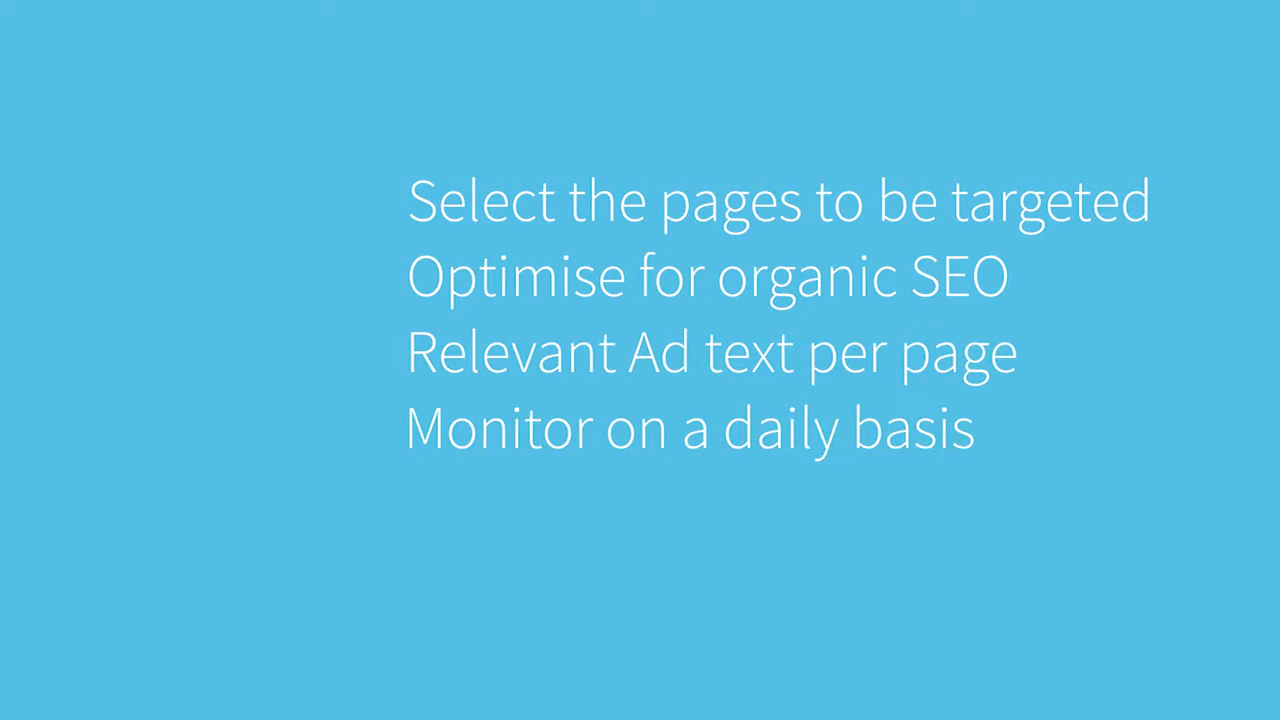 Select the pages to be targeted
Optimise for organic SEO
Relevant Ad text per page
Monitor on a daily basis